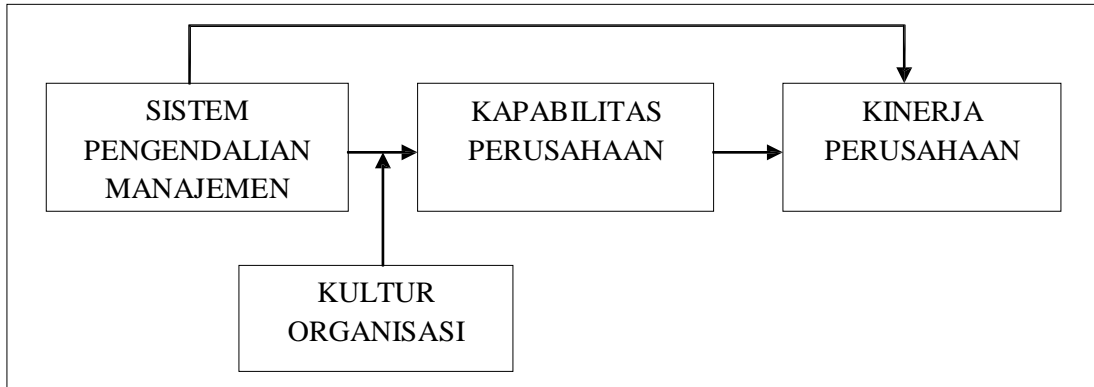 SISTEM
PENGENDALIAN
MANAJEMEN
KAPABILITAS
PERUSAHAAN
KINERJA
PERUSAHAAN
KULTUR
ORGANISASI